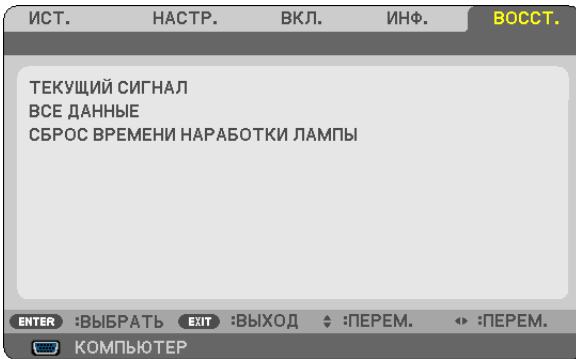 ИСТ. НАСТР. ВКЛ. ИНФ. ВОССТ.
ТЕКУЩИЙ СИГНАЛ
ВСЕ ДАННЫЕ
СБРОС ВРЕМЕНИ НАРАБОТКИ ЛАМПЫ
ENTER :ВЫБРАТЬ EXIT :ВЫХОД :ПЕРЕМ. :ПЕРЕМ.
КОМПЬЮТЕР